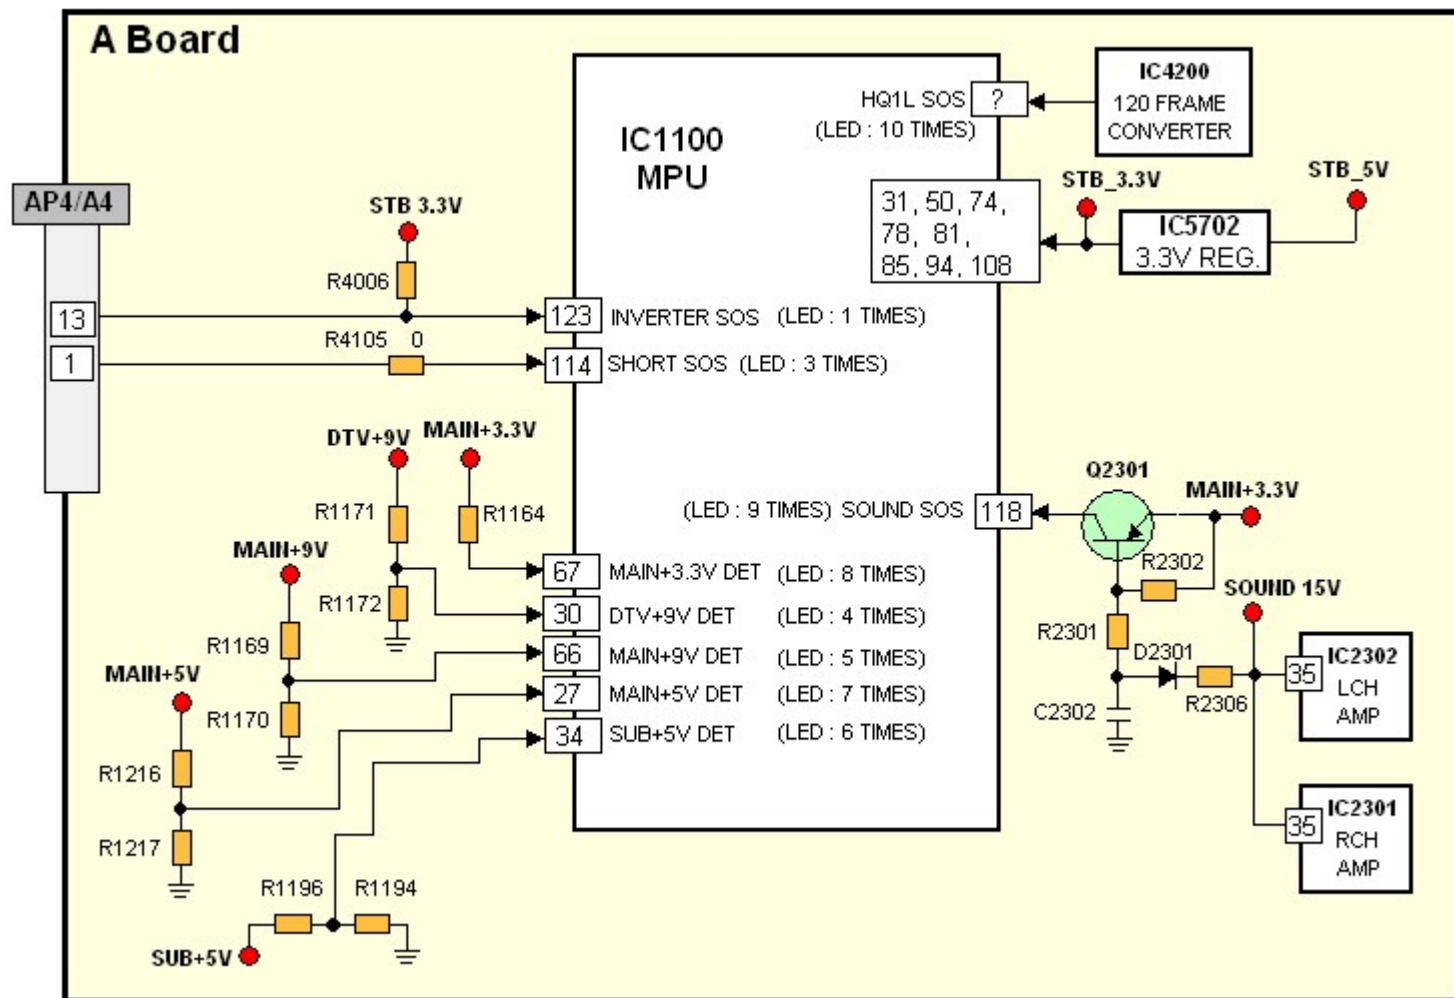 A Board
IC1100
MPU
HQ1L SOS
?
(LED : 10 TIMES)
IC4200
120 FRAME
CONVERTER
AP4/A4
STB 3.3V
R4006
31, 50, 74,
78, 81,
85, 94, 108
STB_3.3V
IC5702
3.3V REG.
STB_5V
13
123
INVERTER SOS (LED : 1 TIMES)
R4105 0
1
114
SHORT SOS (LED : 3 TIMES)
DTV+9V
MAIN+3.3V
R1171
R1164
(LED : 9 TIMES) SOUND SOS
118
Q2301
MAIN+3.3V
MAIN+9V
R1172
67
MAIN+3.3V DET (LED : 8 TIMES)
30
DTV+9V DET (LED : 4 TIMES)
R1169
66
MAIN+9V DET (LED : 5 TIMES)
MAIN+5V
27
MAIN+5V DET (LED : 7 TIMES)
R1170
34
SUB+5V DET (LED : 6 TIMES)
R2302
SOUND 15V
R2301
D2301
35
IC2302
LCH
AMP
R2306
C2302
R1216
R1217
35
IC2301
RCH
AMP
R1196
R1194
SUB+5V